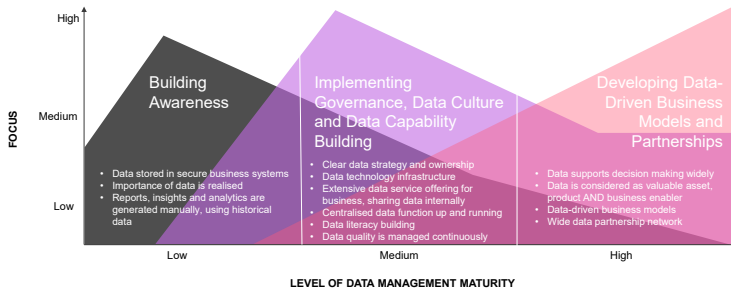 High
Medium
Low
FOCUS
Building
Awareness
• Data stored in secure business systems
• Importance of data is realised
• Reports, insights and analytics are
generated manually, using historical
data
Implementing
Governance, Data Culture
and Data Capability
Building
• Clear data strategy and ownership
• Data technology infrastructure
• Extensive data service offering for
business, sharing data internally
• Centralised data function up and running
• Data literacy building
• Data quality is managed continuously
Developing Data-
Driven Business
Models and
Partnerships
• Data supports decision making widely
• Data is considered as valuable asset,
product AND business enabler
• Data-driven business models
• Wide data partnership network
Low
Medium
High
LEVEL OF DATA MANAGEMENT MATURITY